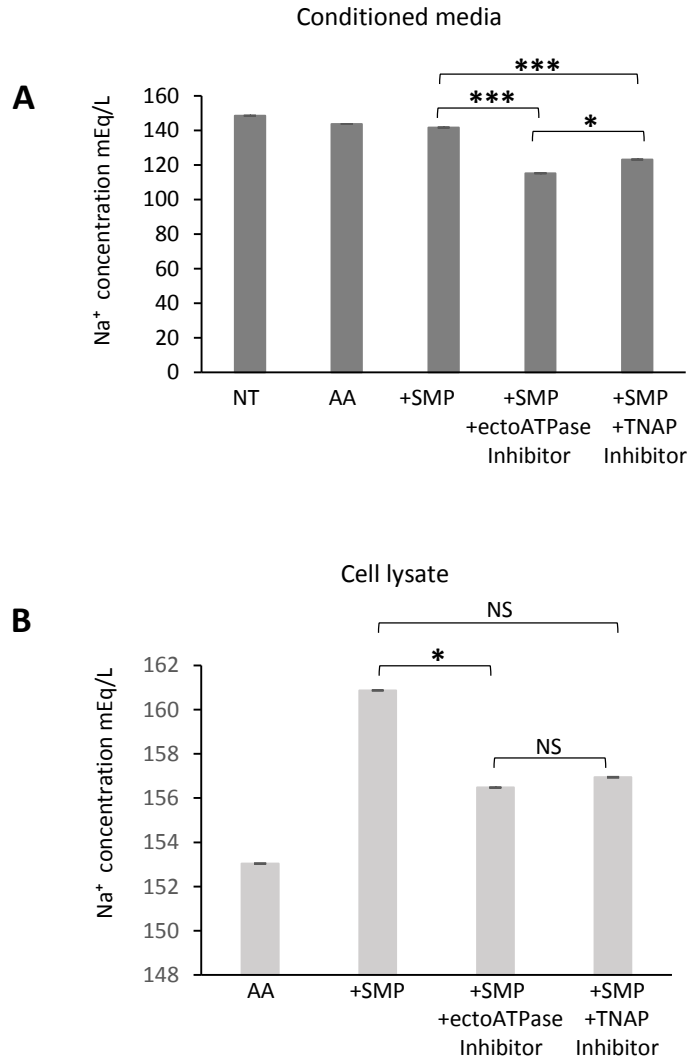 Conditioned media
A
Na⁺ concentration mEq/L
160
140
120
100
80
60
40
20
0
***
***
*
NT
AA
+SMP
+SMP
+ectoATPase
Inhibitor
+SMP
+TNAP
Inhibitor
Cell lysate
B
Na⁺ concentration mEq/L
162
160
158
156
154
152
150
148
NS
*
NS
AA
+SMP
+SMP
+ectoATPase
Inhibitor
+SMP
+TNAP
Inhibitor